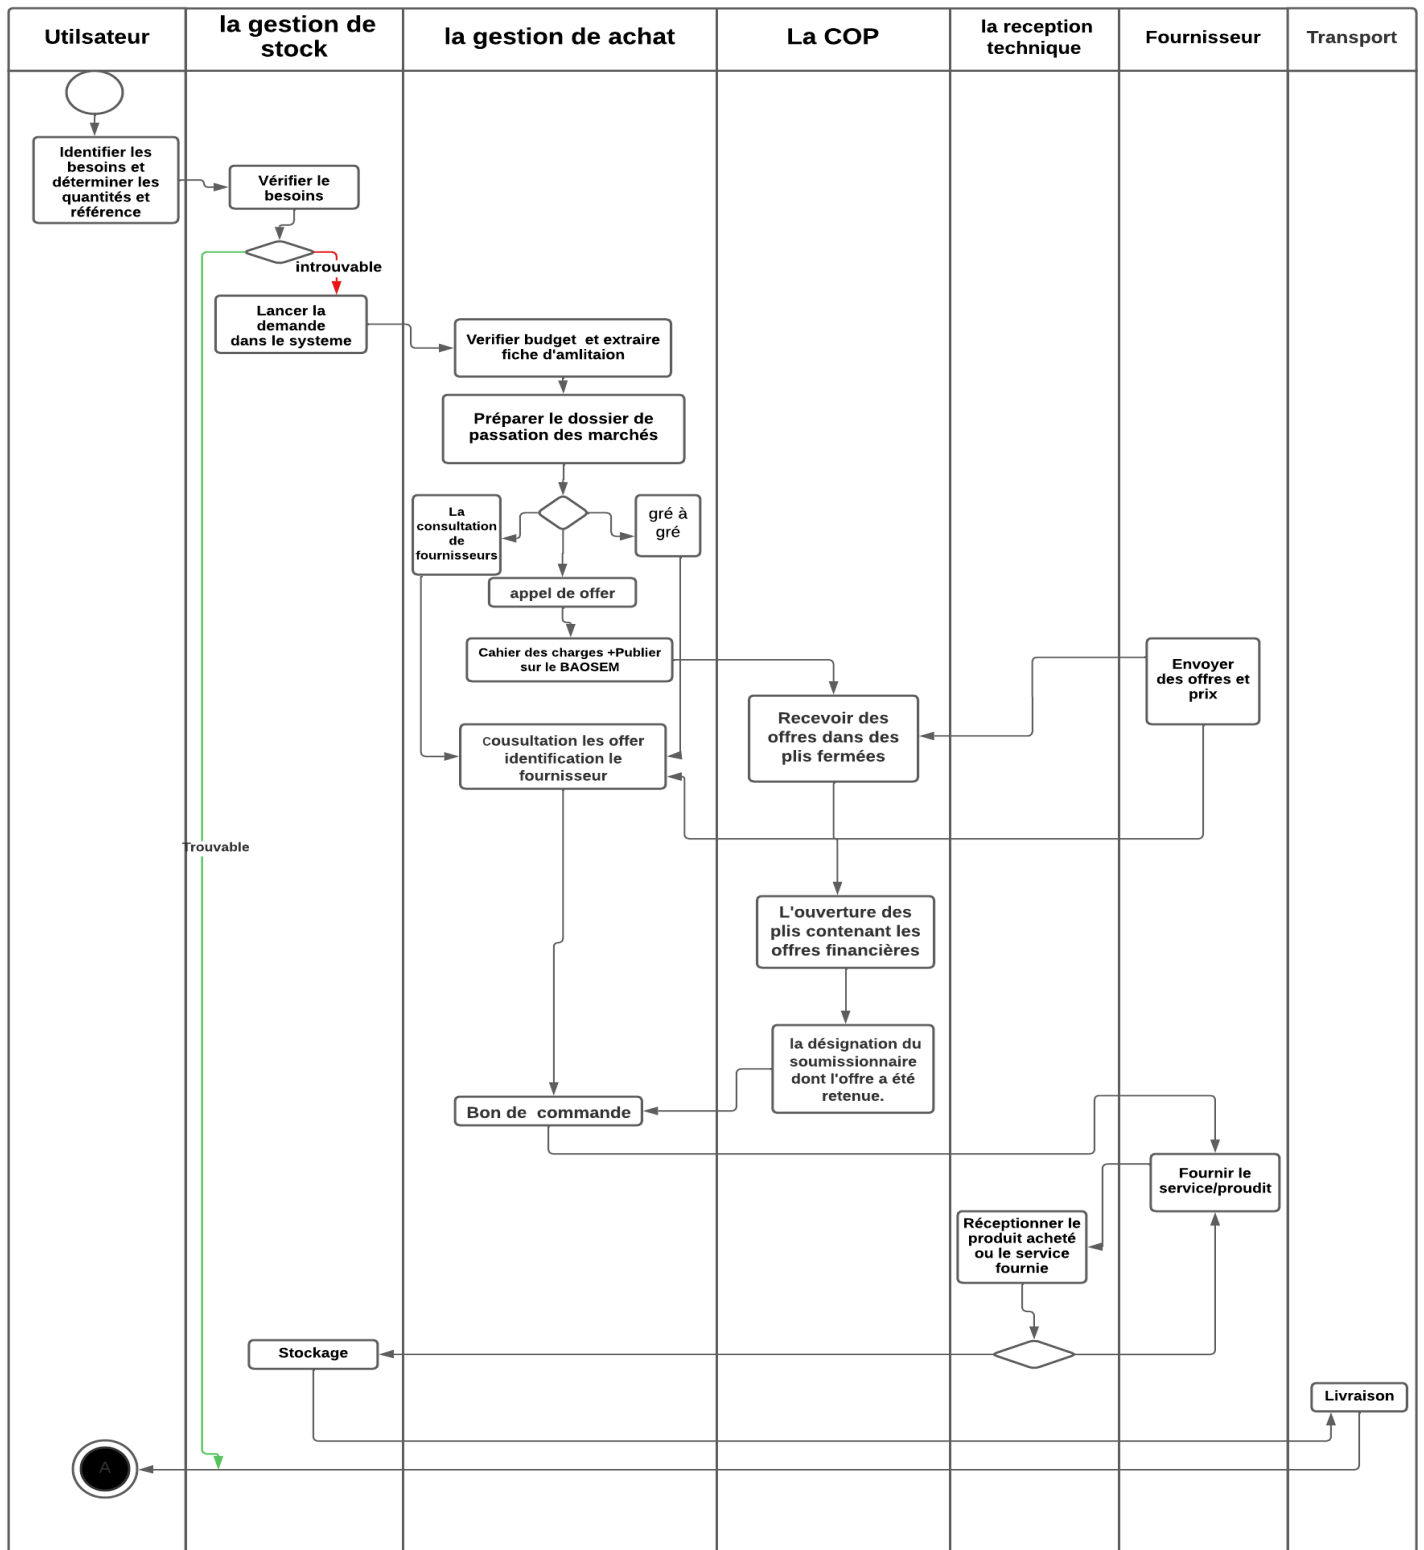 Utilsateur
la gestion de
stock
la gestion de achat
La COP
la reception
technique
Fournisseur
Transport
Identifier les
besoins et
déterminer les
quantités et
référence
Vérifier le
besoins
introuvable
Lancer la
demande
dans le systeme
Verifier budget  et extraire
fiche d'amlitaion
Préparer le dossier de
passation des marchés
La
consultation
de
fournisseurs
gré à
gré
appel de offer
Cahier des charges +Publier
sur le BAOSEM
Envoyer
des offres et
prix
Recevoir des
offres dans des
plis fermées
cousultation les offer
identification le
fournisseur
Trouvable
L'ouverture des
plis contenant les
offres financières
la désignation du
soumissionnaire
dont l'offre a été
retenue.
Bon de  commande
Fournir le
service/proudit
Réceptionner le
produit acheté
ou le service
fournie
Stockage
Livraison
A